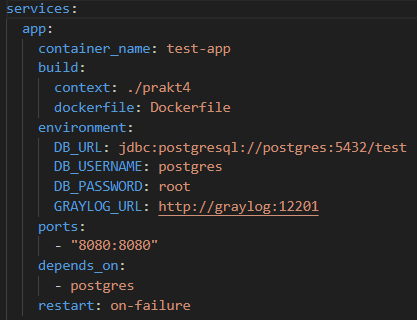 services:
  app:
    container_name: test-app
    build:
      context: ./prakt4
      dockerfile: Dockerfile
    environment:
      DB_URL: jdbc:postgresql://postgres:5432/test
      DB_USERNAME: postgres
      DB_PASSWORD: root
      GRAYLOG_URL: http://graylog:12201
    ports:
      - "8080:8080"
    depends_on:
      - postgres
    restart: on-failure